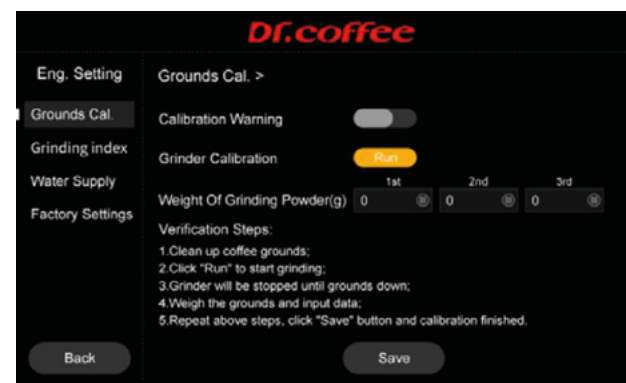 Dr.coffee
Eng. Setting
Grounds Cal. >
Grounds Cal.
Calibration Warning
Grinding index
Grinder Calibration
Run
Water Supply
1st 2nd 3rd
Weight Of Grinding Powder(g) 0 0 0
Factory Settings
Verification Steps:
1.Clean up coffee grounds;
2.Click "Run" to start grinding;
3.Grinder will be stopped until grounds down;
4.Weigh the grounds and input data;
5.Repeat above steps, click "Save" button and calibration finished.
Back
Save